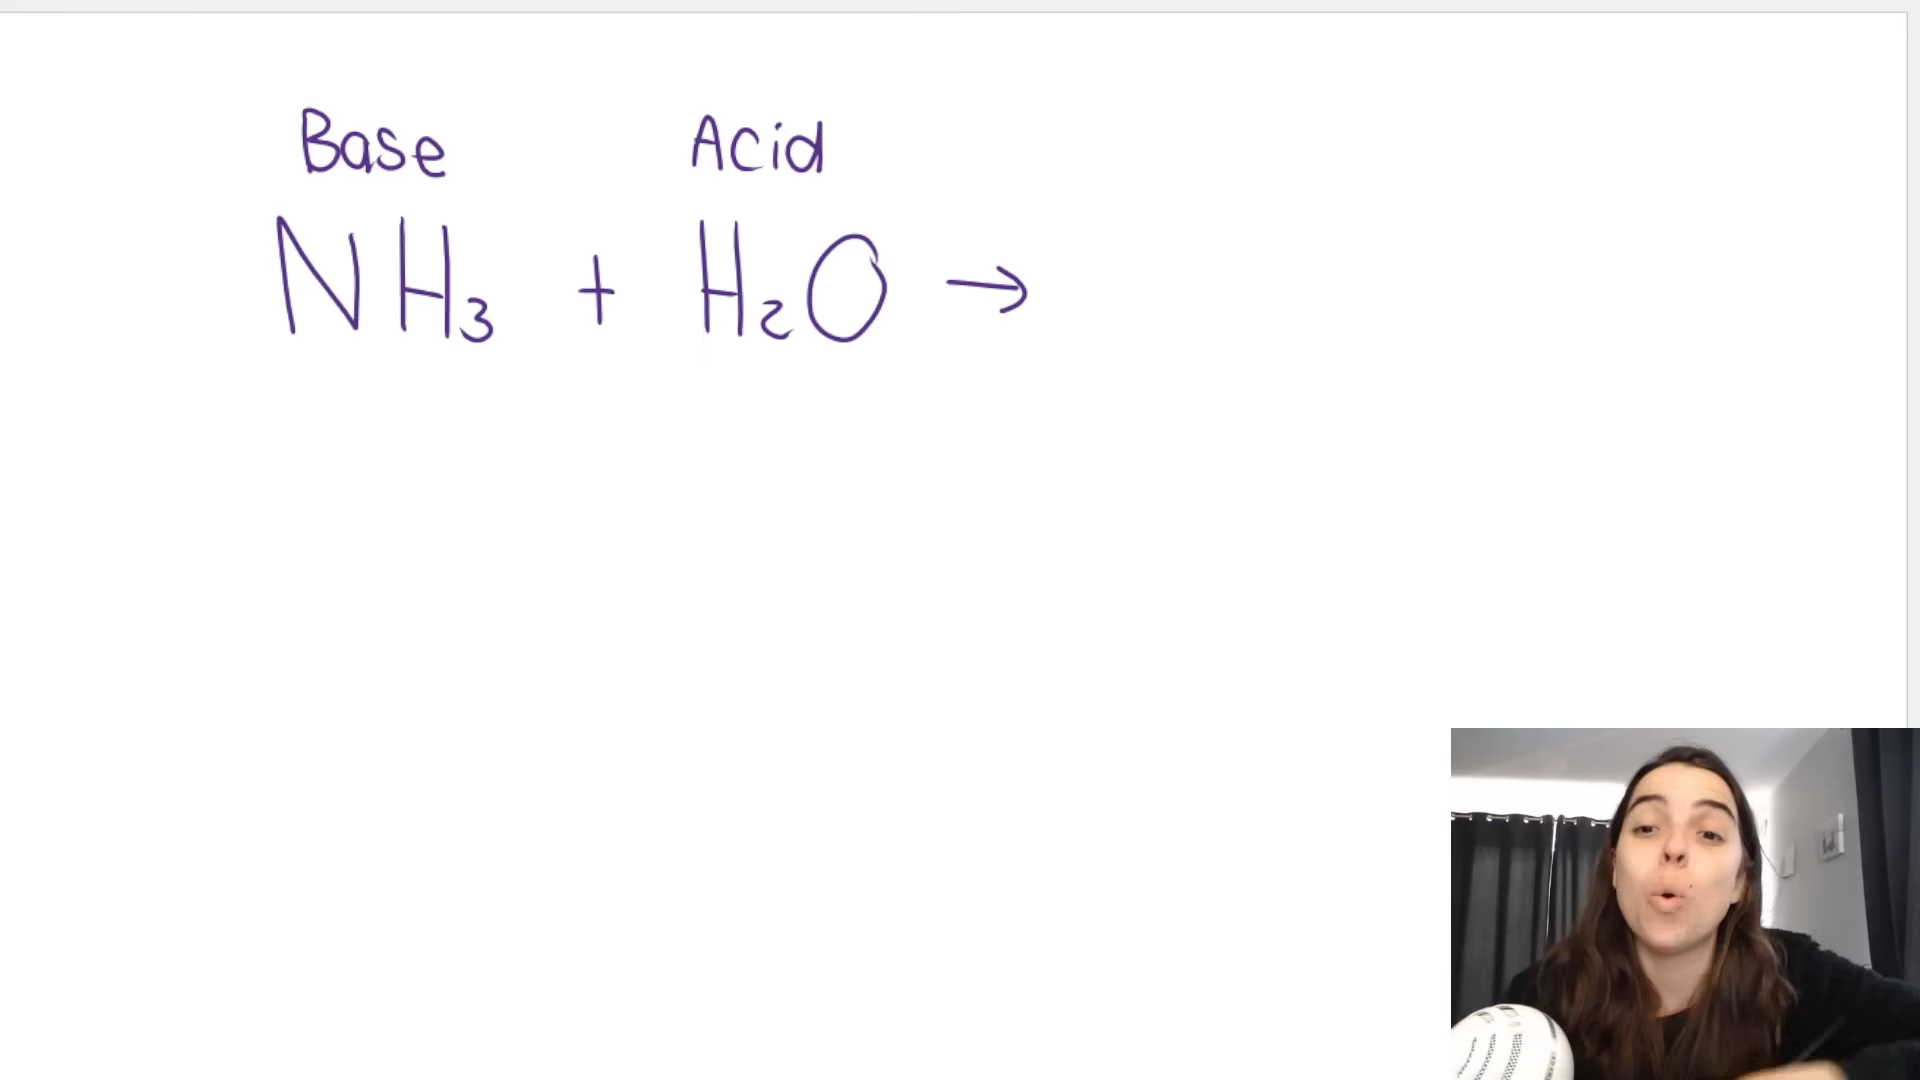 Base Acid
NH₃ + H₂O →